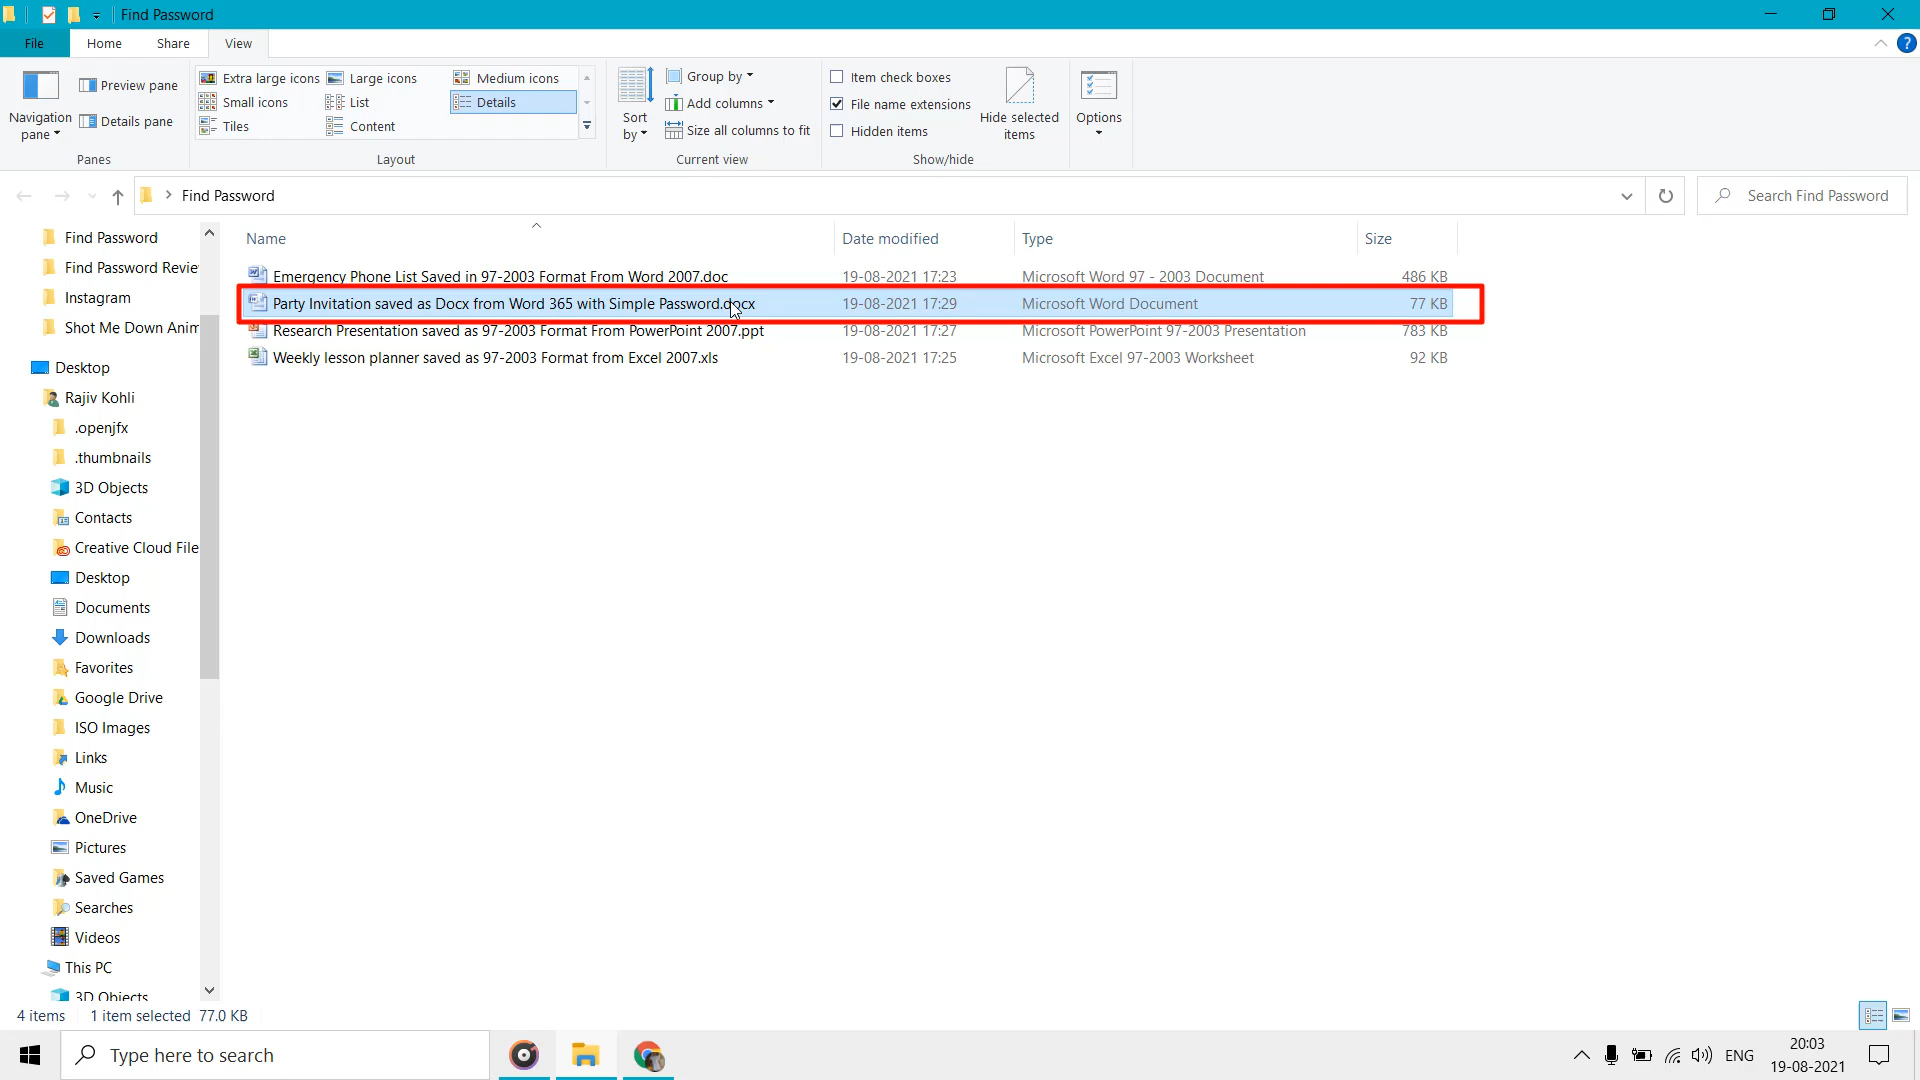 Find Password
File Home Share View
Navigation pane
Preview pane
Details pane
Panes
Extra large icons Large icons Medium icons
Small icons List Details
Tiles Content
Layout
Sort by
Group by
Add columns
Size all columns to fit
Current view
Item check boxes
File name extensions
Hidden items
Hide selected items
Show/hide
Options
Find Password
Search Find Password
Name Date modified Type Size
Emergency Phone List Saved in 97-2003 Format From Word 2007.doc 19-08-2021 17:23 Microsoft Word 97 - 2003 Document 486 KB
Party Invitation saved as Docx from Word 365 with Simple Password.docx 19-08-2021 17:29 Microsoft Word Document 77 KB
Research Presentation saved as 97-2003 Format From PowerPoint 2007.ppt 19-08-2021 17:27 Microsoft PowerPoint 97-2003 Presentation 783 KB
Weekly lesson planner saved as 97-2003 Format from Excel 2007.xls 19-08-2021 17:25 Microsoft Excel 97-2003 Worksheet 92 KB
Find Password
Find Password Revie
Instagram
Shot Me Down Anim
Desktop
Rajiv Kohli
.openjfx
.thumbnails
3D Objects
Contacts
Creative Cloud File
Desktop
Documents
Downloads
Favorites
Google Drive
ISO Images
Links
Music
OneDrive
Pictures
Saved Games
Searches
Videos
This PC
3D Objects
4 items 1 item selected 77.0 KB
Type here to search
ENG
20:03
19-08-2021